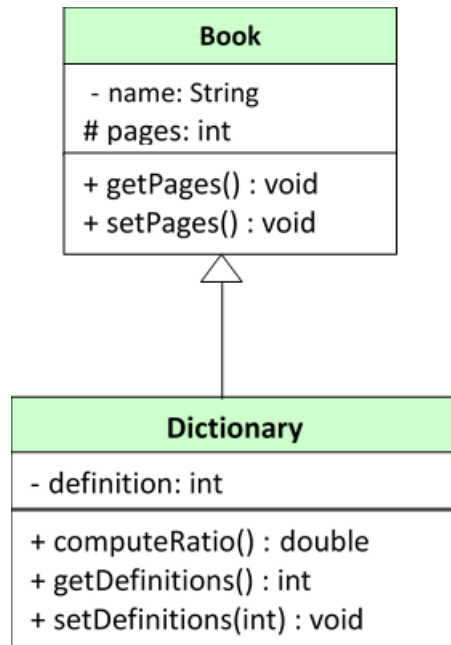 Book
- name: String
# pages: int
+ getPages() : void
+ setPages() : void
Dictionary
- definition: int
+ computeRatio() : double
+ getDefinitions() : int
+ setDefinitions(int) : void